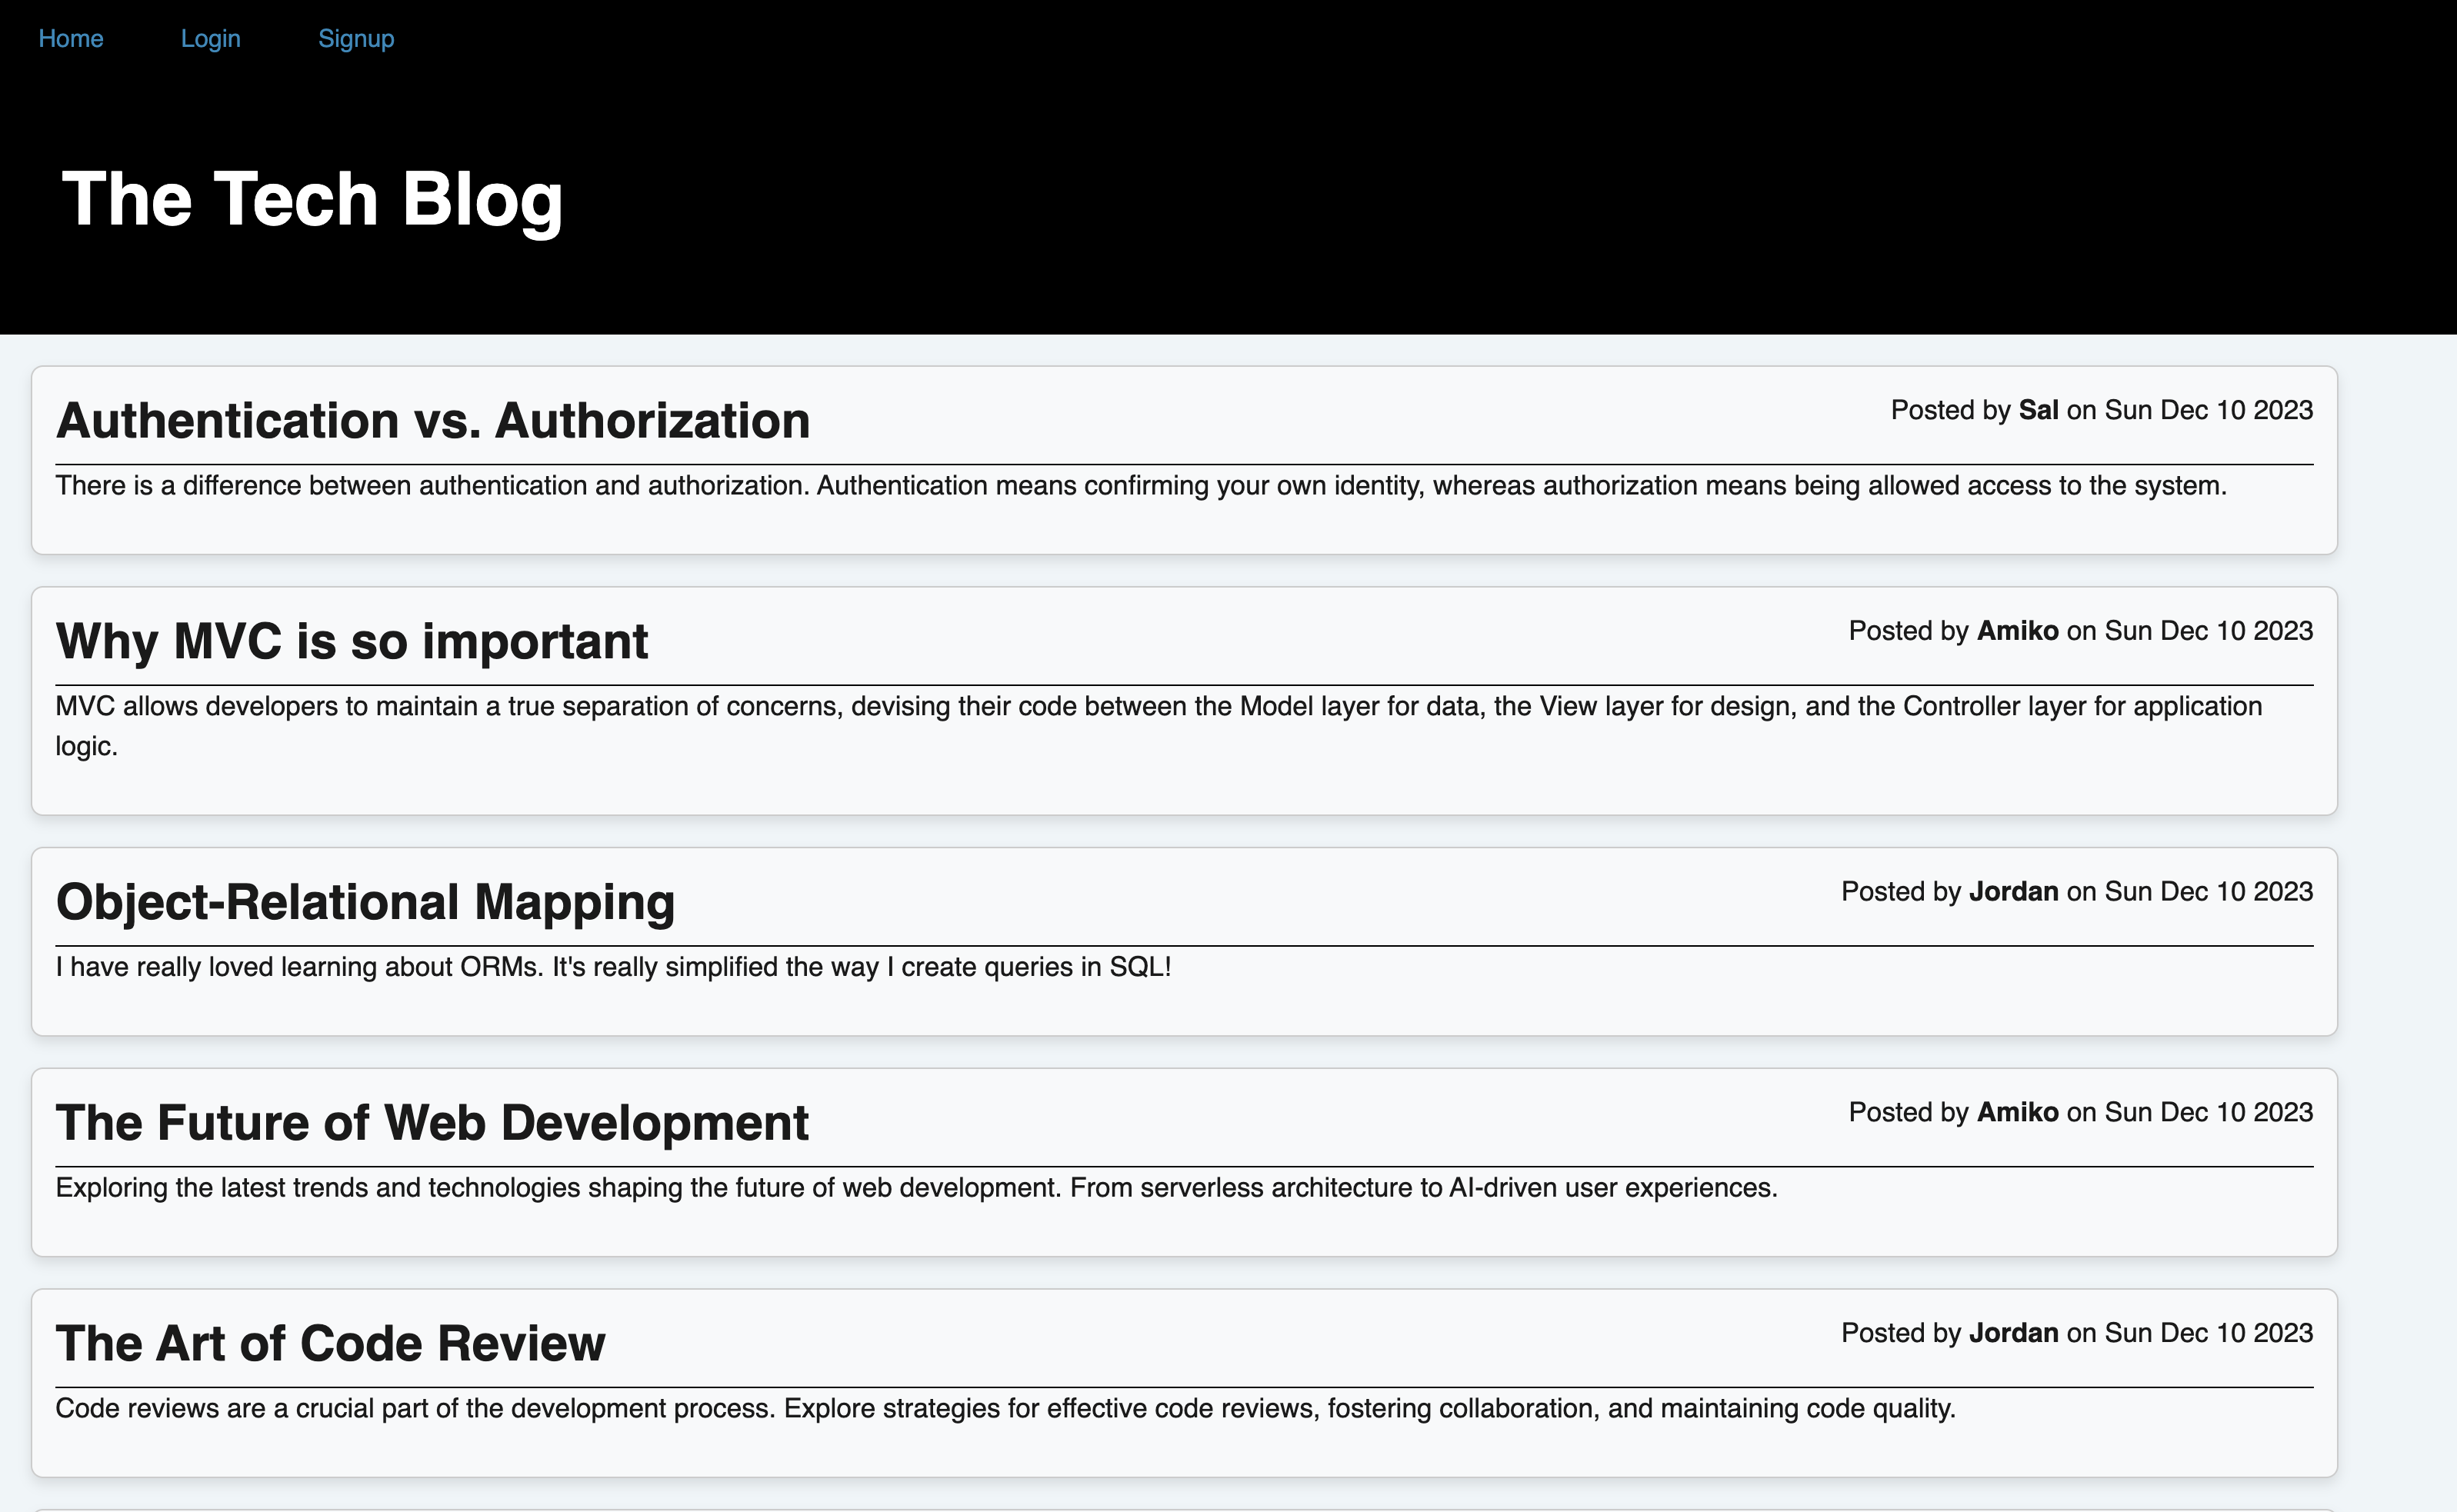 Home Login Signup
The Tech Blog
Authentication vs. Authorization
Posted by Sal on Sun Dec 10 2023
There is a difference between authentication and authorization. Authentication means confirming your own identity, whereas authorization means being allowed access to the system.
Why MVC is so important
Posted by Amiko on Sun Dec 10 2023
MVC allows developers to maintain a true separation of concerns, devising their code between the Model layer for data, the View layer for design, and the Controller layer for application
logic.
Object-Relational Mapping
Posted by Jordan on Sun Dec 10 2023
I have really loved learning about ORMs. It's really simplified the way I create queries in SQL!
The Future of Web Development
Posted by Amiko on Sun Dec 10 2023
Exploring the latest trends and technologies shaping the future of web development. From serverless architecture to AI-driven user experiences.
The Art of Code Review
Posted by Jordan on Sun Dec 10 2023
Code reviews are a crucial part of the development process. Explore strategies for effective code reviews, fostering collaboration, and maintaining code quality.